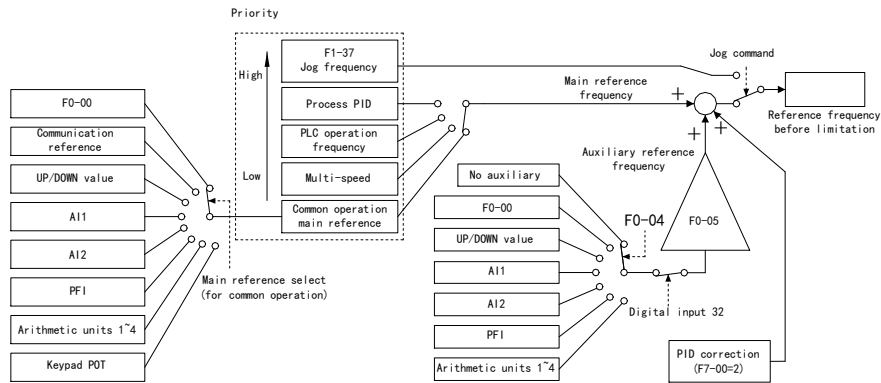 Priority
High
Low
F1-37
Jog frequency
Process PID
PLC operation
frequency
Multi-speed
Common operation
main reference
F0-00
Communication
reference
UP/DOWN value
AI1
AI2
PFI
Arithmetic units 1~4
Keypad POT
Main reference select
(for common operation)
Main reference
frequency
+
+
+
Jog command
Reference frequency
before limitation
Auxiliary reference
frequency
No auxiliary
F0-00
UP/DOWN value
AI1
AI2
PFI
Arithmetic units 1~4
F0-04
F0-05
Digital input 32
PID correction
(F7-00=2)